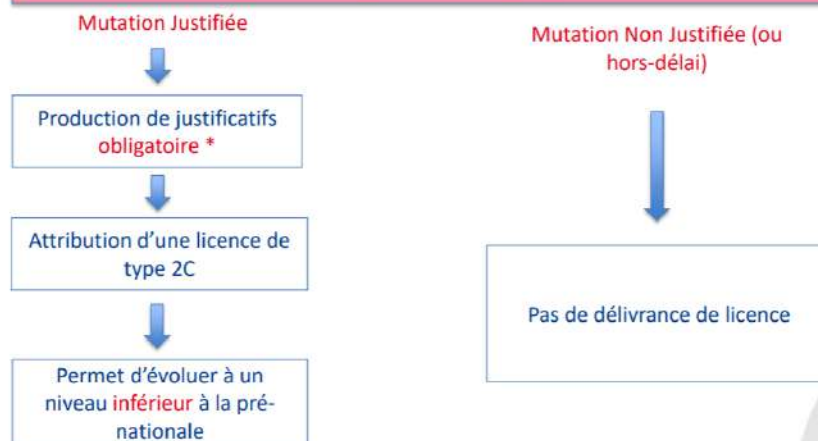 Mutation Justifiée
Production de justificatifs
obligatoire *
Attribution d'une licence de
type 2C
Permet d'évoluer à un
niveau inférieur à la pré-
nationale
Mutation Non Justifiée (ou
hors-délai)
Pas de délivrance de licence